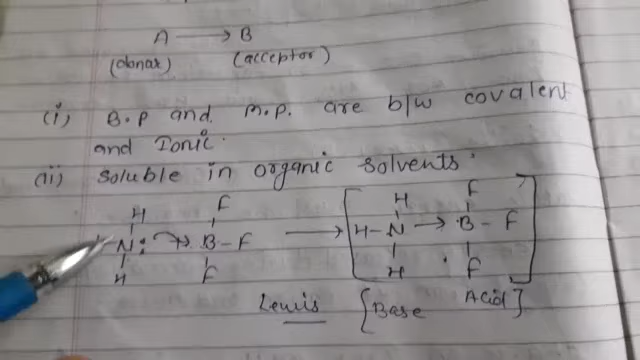 A ⟶ B
(donar) (acceptor)
(i) B.P and M.P. are b/w covalent
and Ionic.
(ii) Soluble in organic solvents.
H F H F
N: → B – F ⟶ [H – N → B – F]
H F H F
Lewis [Base Acid]